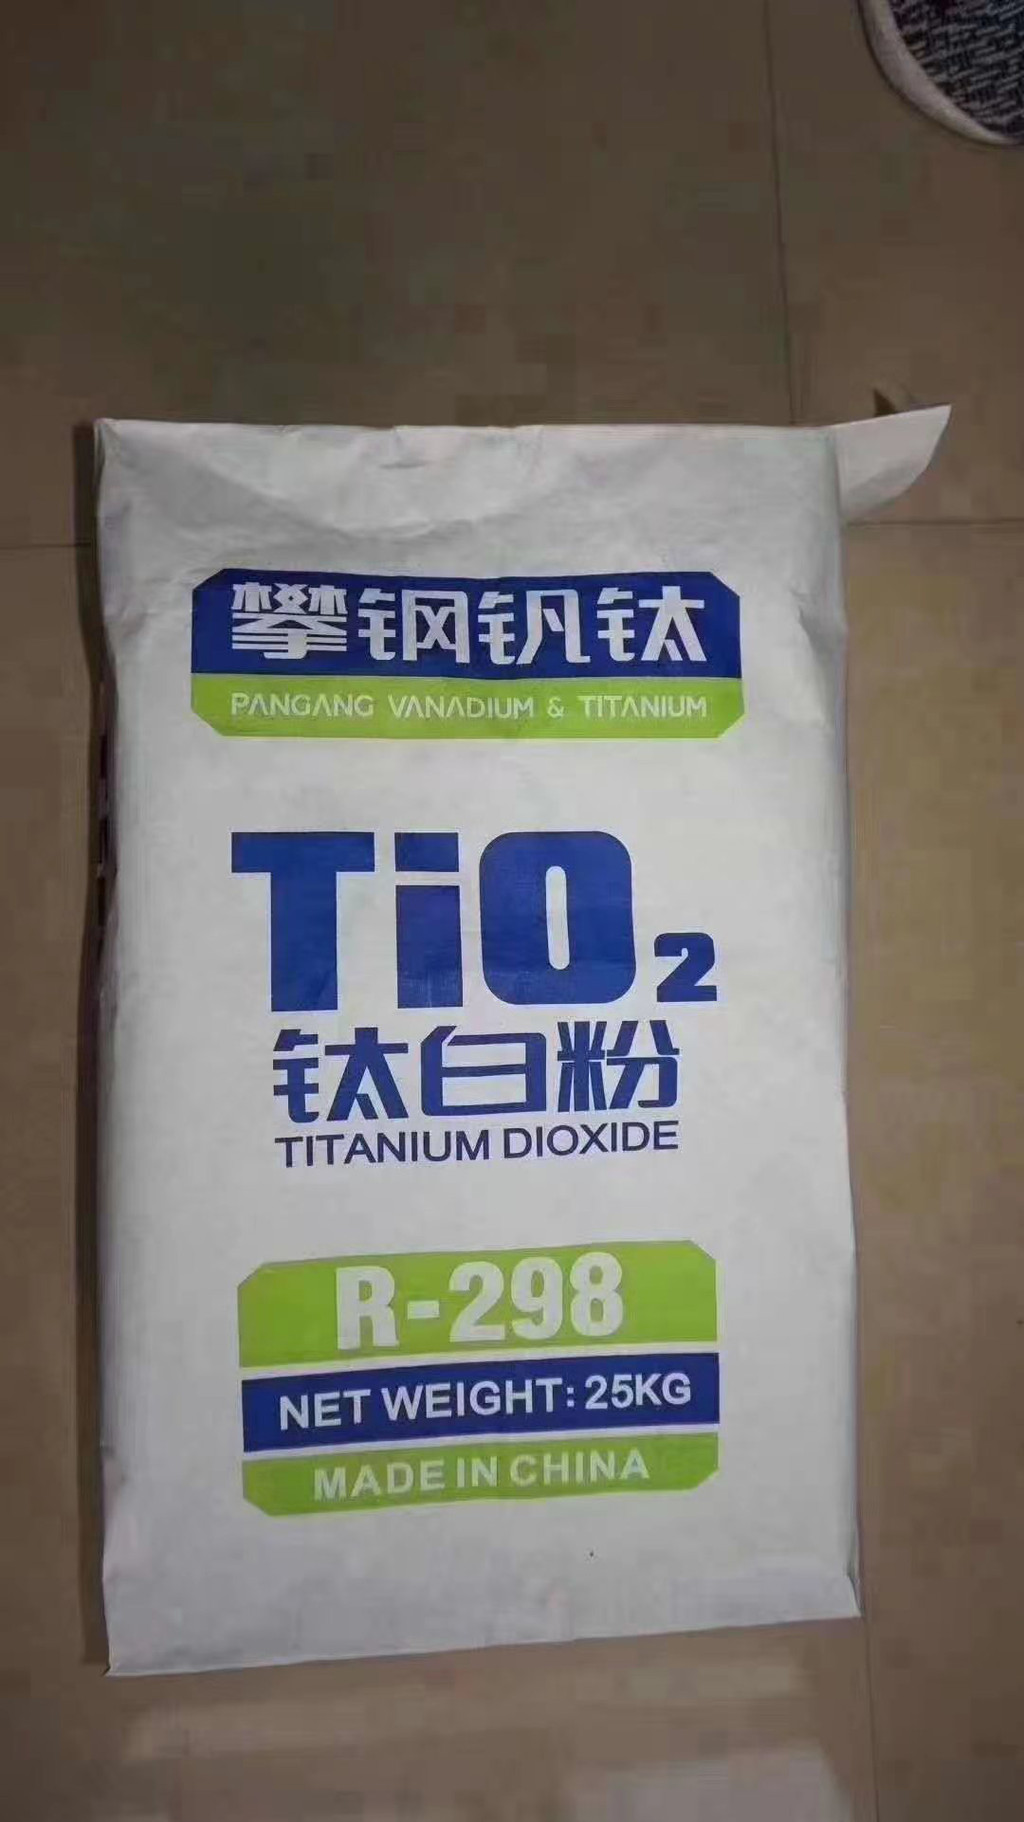 攀钢钒钛
PANGANG VANADIUM & TITANIUM
TiO₂
钛白粉
TITANIUM DIOXIDE
R-298
NET WEIGHT: 25KG
MADE IN CHINA